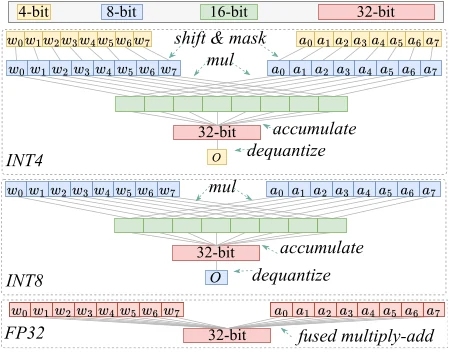 4-bit 8-bit 16-bit 32-bit
w₀ w₁ w₂ w₃ w₄ w₅ w₆ w₇ a₀ a₁ a₂ a₃ a₄ a₅ a₆ a₇
shift & mask
mul
w₀ w₁ w₂ w₃ w₄ w₅ w₆ w₇ a₀ a₁ a₂ a₃ a₄ a₅ a₆ a₇
32-bit accumulate
o dequantize
INT4
w₀ w₁ w₂ w₃ w₄ w₅ w₆ w₇ mul a₀ a₁ a₂ a₃ a₄ a₅ a₆ a₇
32-bit accumulate
o dequantize
INT8
w₀ w₁ w₂ w₃ w₄ w₅ w₆ w₇ a₀ a₁ a₂ a₃ a₄ a₅ a₆ a₇
FP32 32-bit fused multiply-add